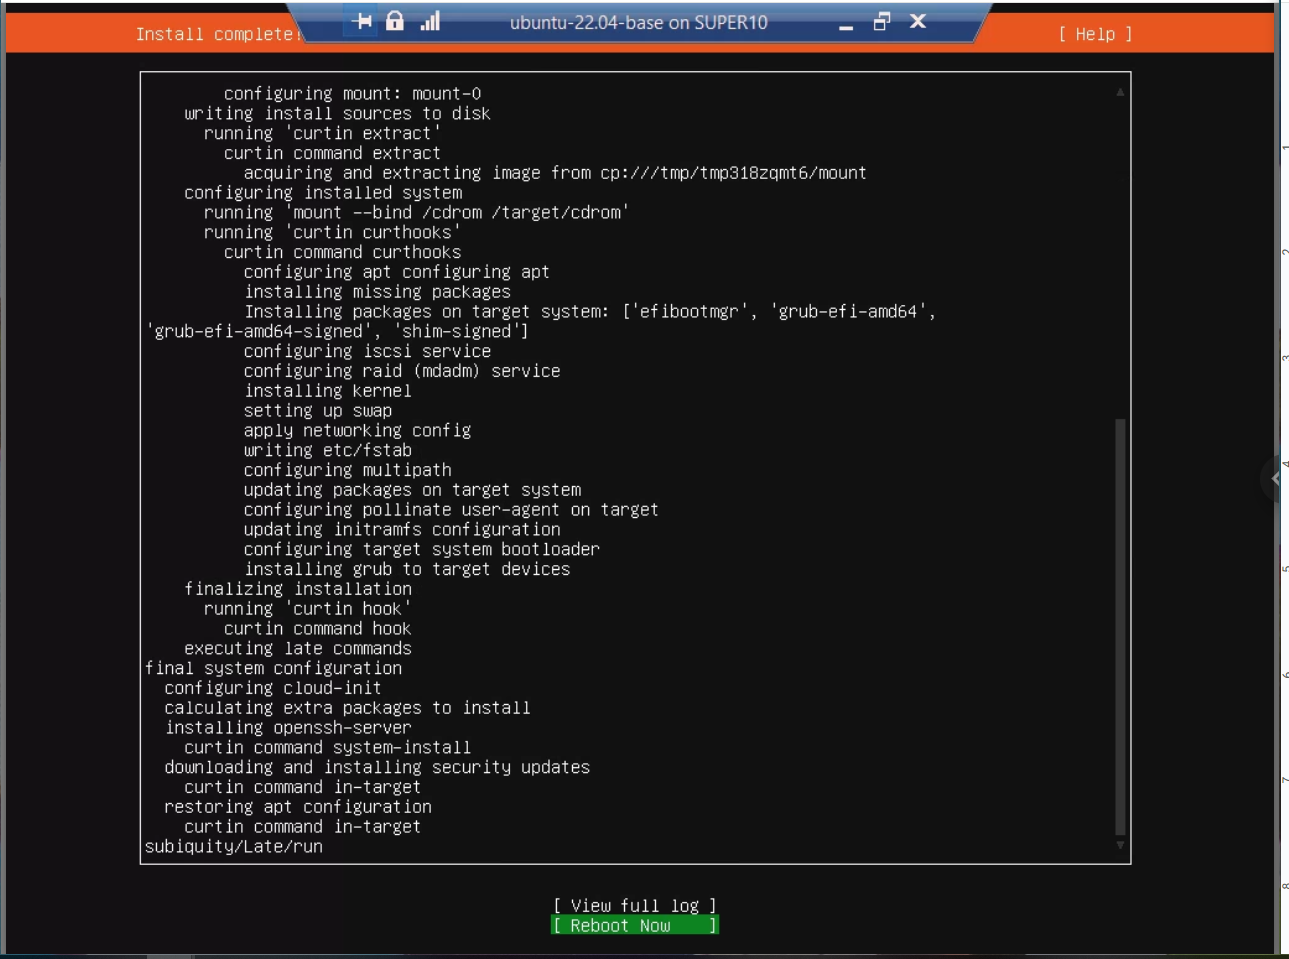 ubuntu-22.04-base on SUPER10
Install complete! [ Help ]
configuring mount: mount-0
writing install sources to disk
running 'curtin extract'
curtin command extract
acquiring and extracting image from cp:///tmp/tmp318zqmt6/mount
configuring installed system
running 'mount --bind /cdrom /target/cdrom'
running 'curtin curthooks'
curtin command curthooks
configuring apt configuring apt
installing missing packages
Installing packages on target system: ['efibootmgr', 'grub-efi-amd64',
'grub-efi-amd64-signed', 'shim-signed']
configuring iscsi service
configuring raid (mdadm) service
installing kernel
setting up swap
apply networking config
writing etc/fstab
configuring multipath
updating packages on target system
configuring pollinate user-agent on target
updating initramfs configuration
configuring target system bootloader
installing grub to target devices
finalizing installation
running 'curtin hook'
curtin command hook
executing late commands
final system configuration
configuring cloud-init
calculating extra packages to install
installing openssh-server
curtin command system-install
downloading and installing security updates
curtin command in-target
restoring apt configuration
curtin command in-target
subiquity/Late/run
[ View full log ]
[ Reboot Now ]